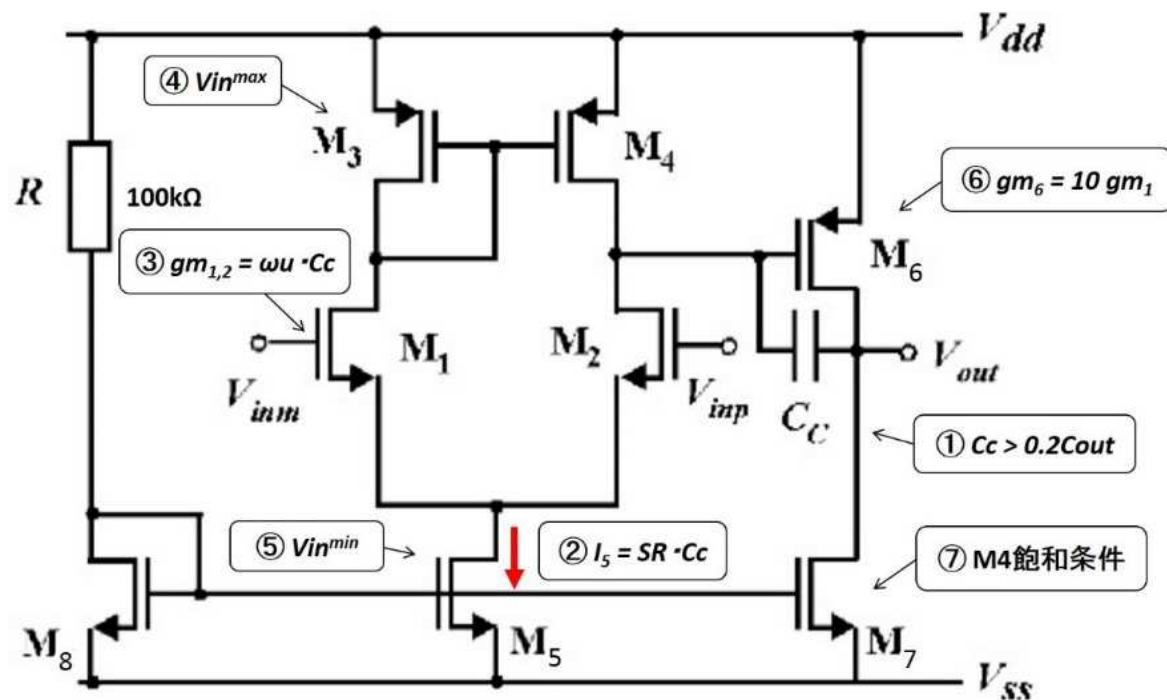 Vdd
④ Vinᵐᵃˣ
M₃
M₄
R
100kΩ
⑥ gm₆ = 10 gm₁
M₆
③ gm₁,₂ = ωu・Cc
M₁
M₂
Vinm
Vinp
C_C
Vout
① Cc > 0.2Cout
⑤ Vinᵐⁱⁿ
② I₅ = SR・Cc
⑦ M4飽和条件
M₈
M₅
M₇
Vss